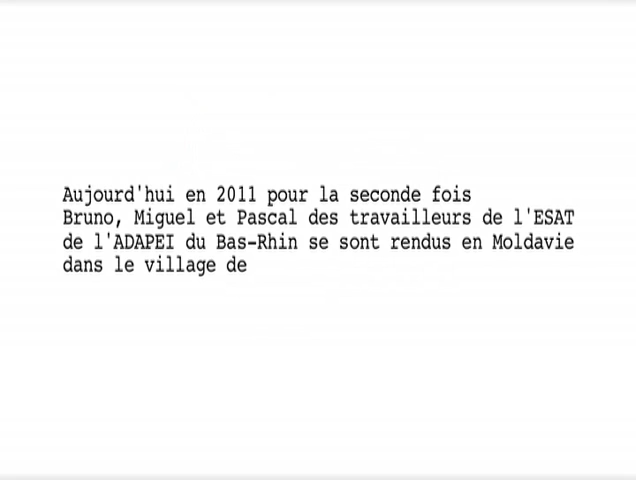 Aujourd'hui en 2011 pour la seconde fois
Bruno, Miguel et Pascal des travailleurs de l'ESAT
de l'ADAPEI du Bas-Rhin se sont rendus en Moldavie
dans le village de